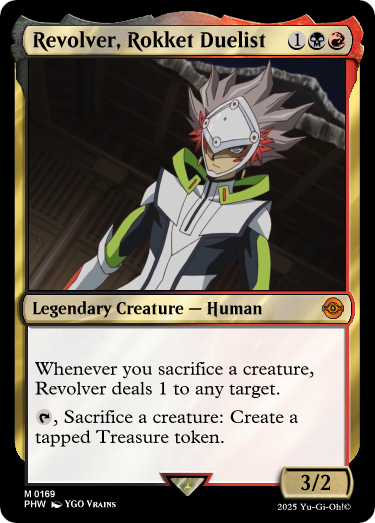 Revolver, Rokket Duelist 1
Legendary Creature — Human
Whenever you sacrifice a creature,
Revolver deals 1 to any target.
, Sacrifice a creature: Create a
tapped Treasure token.
3/2
M 0169
PHW YGO VRAINS
2025 Yu-Gi-Oh!©